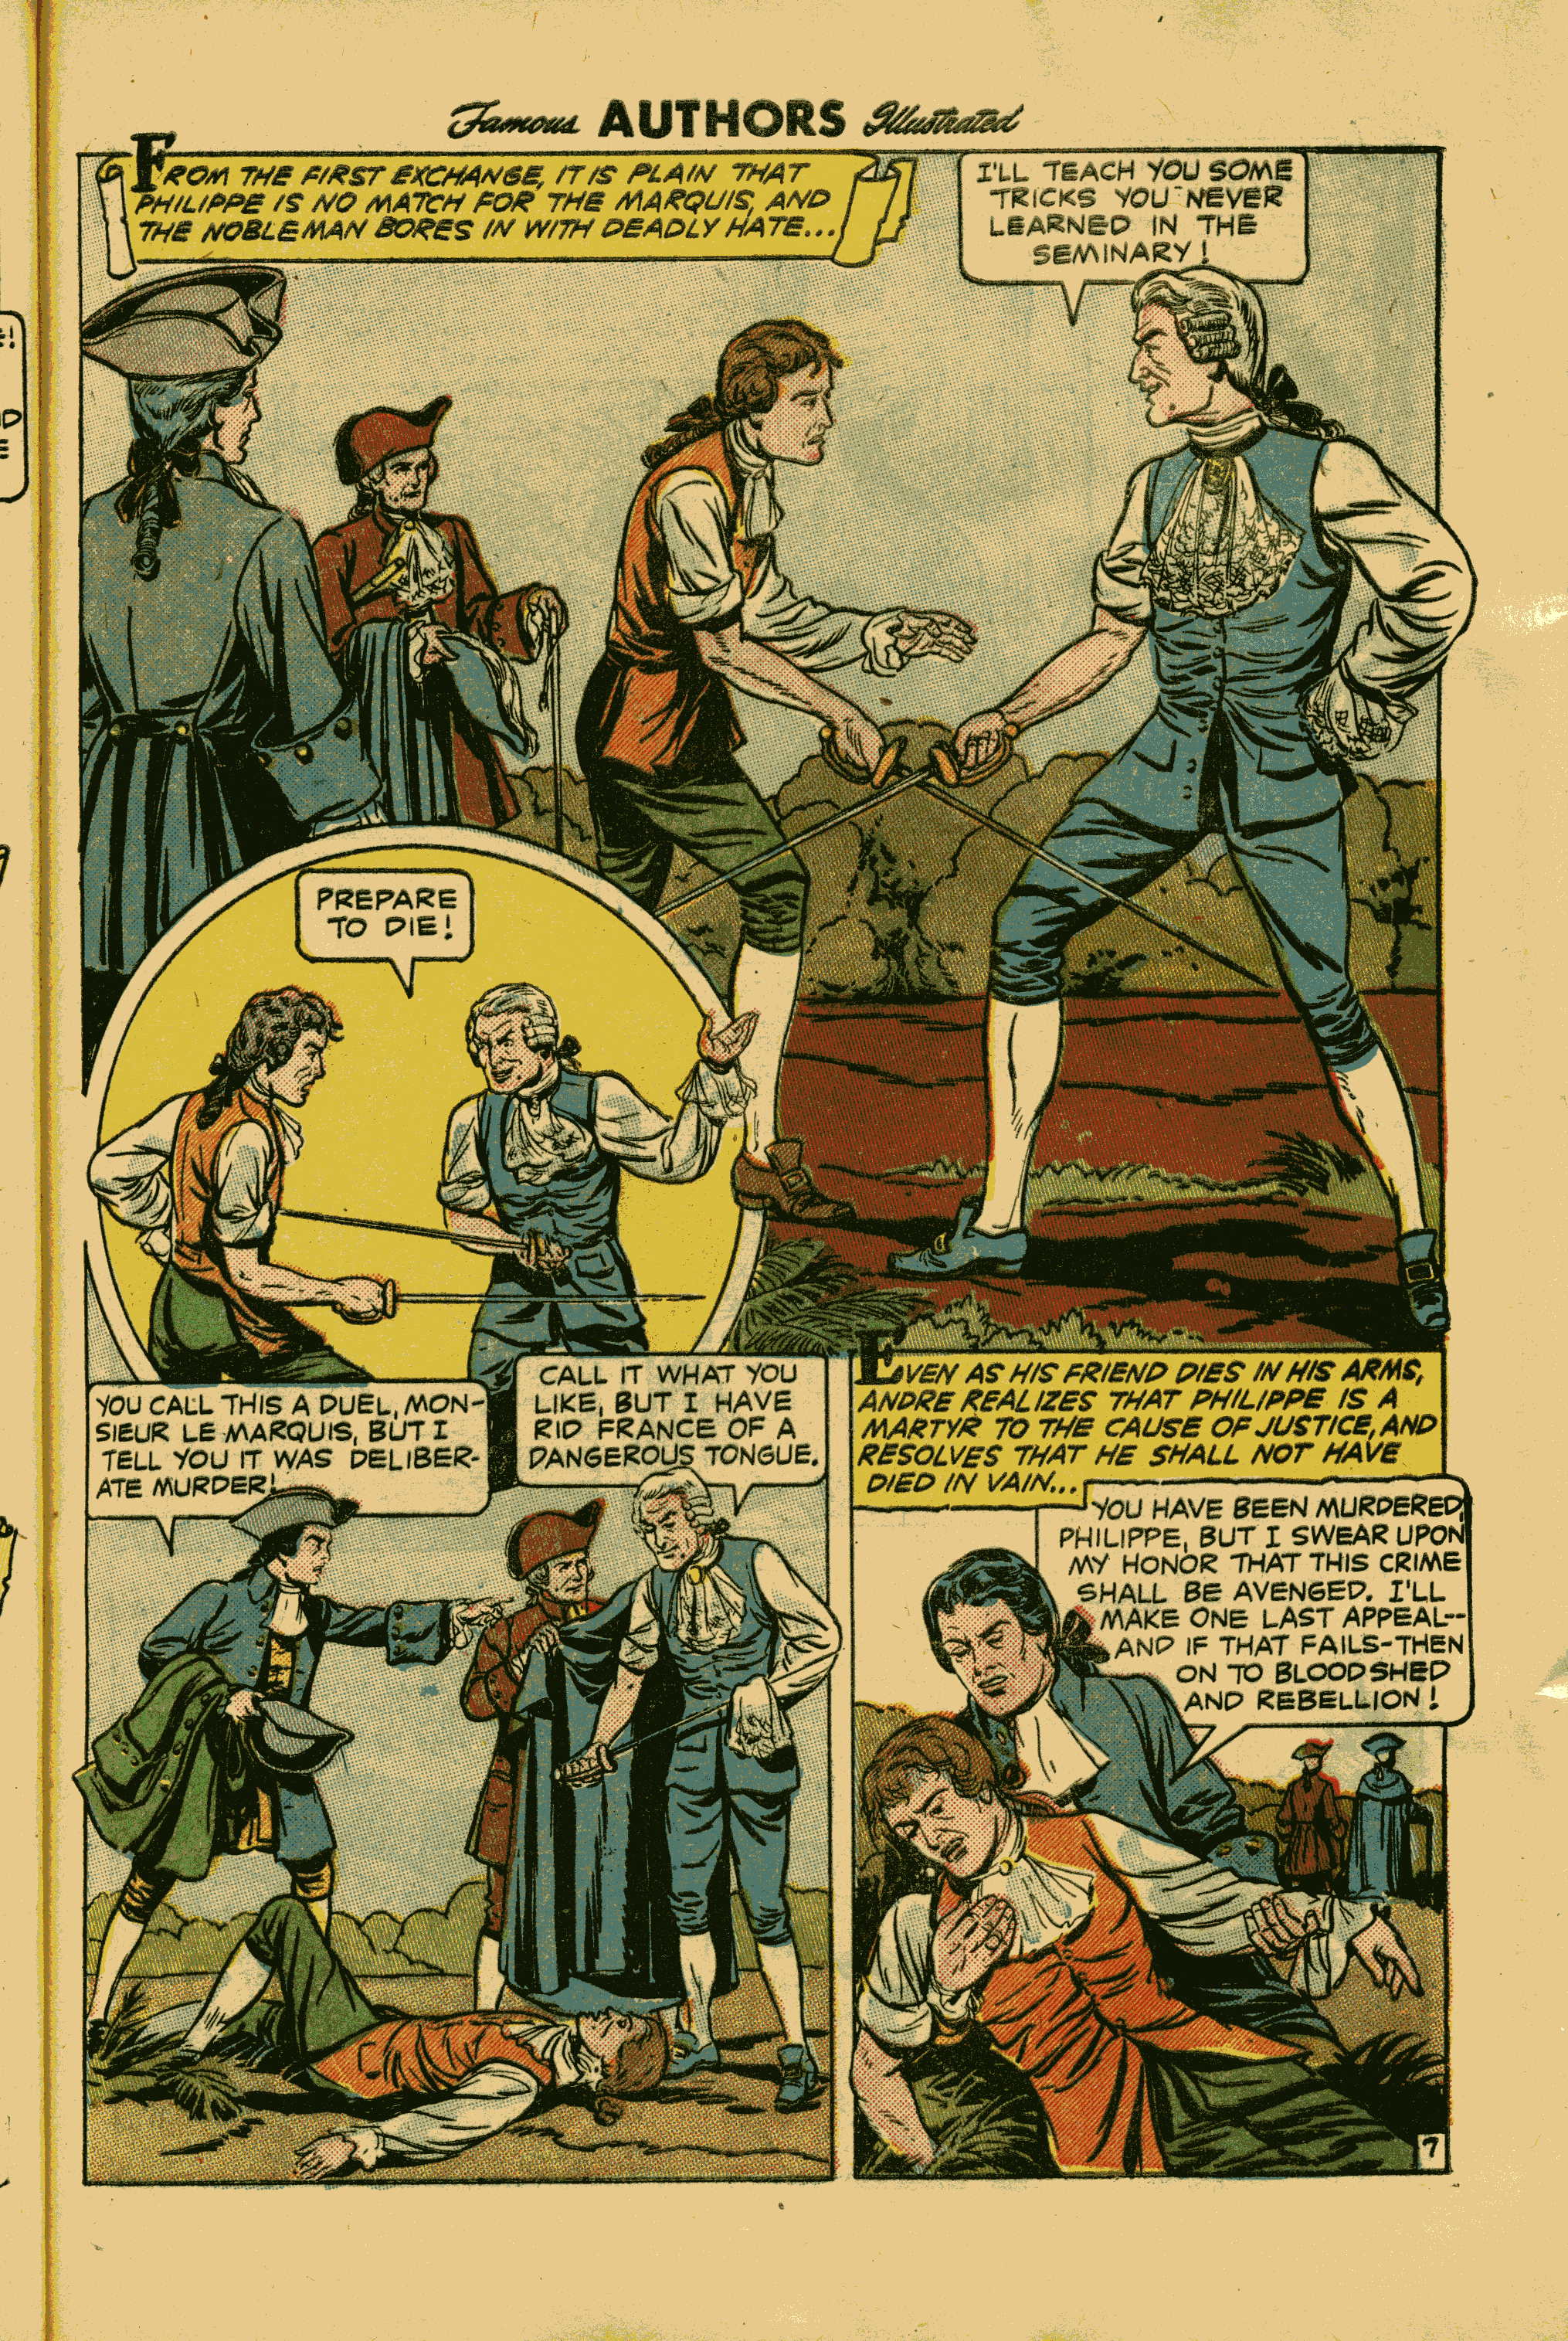 Famous AUTHORS Illustrated
FROM THE FIRST EXCHANGE, IT IS PLAIN THAT
PHILIPPE IS NO MATCH FOR THE MARQUIS, AND
THE NOBLEMAN BORES IN WITH DEADLY HATE...
I'LL TEACH YOU SOME
TRICKS YOU NEVER
LEARNED IN THE
SEMINARY!
PREPARE
TO DIE!
YOU CALL THIS A DUEL, MON-
SIEUR LE MARQUIS, BUT I
TELL YOU IT WAS DELIBER-
ATE MURDER!
CALL IT WHAT YOU
LIKE, BUT I HAVE
RID FRANCE OF A
DANGEROUS TONGUE.
EVEN AS HIS FRIEND DIES IN HIS ARMS,
ANDRE REALIZES THAT PHILIPPE IS A
MARTYR TO THE CAUSE OF JUSTICE, AND
RESOLVES THAT HE SHALL NOT HAVE
DIED IN VAIN...
YOU HAVE BEEN MURDERED,
PHILIPPE, BUT I SWEAR UPON
MY HONOR THAT THIS CRIME
SHALL BE AVENGED. I'LL
MAKE ONE LAST APPEAL--
AND IF THAT FAILS-THEN
ON TO BLOODSHED
AND REBELLION!
7